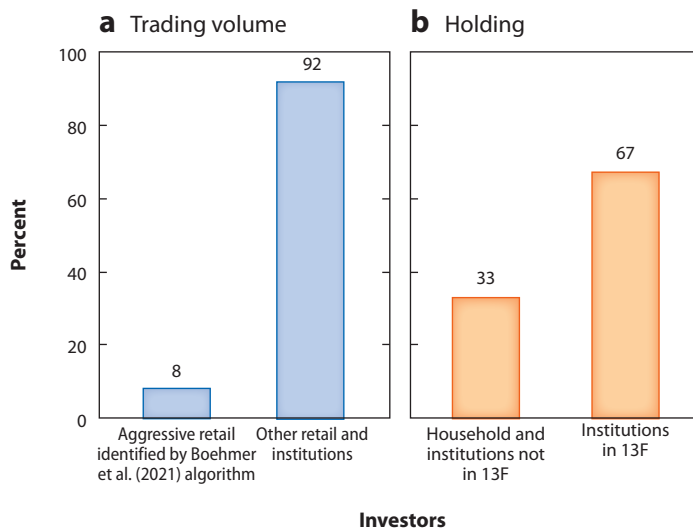 a Trading volume
b Holding
Percent
100
80
60
40
20
0
8
92
33
67
Aggressive retail
identified by Boehmer
et al. (2021) algorithm
Other retail and
institutions
Household and
institutions not
in 13F
Institutions
in 13F
Investors